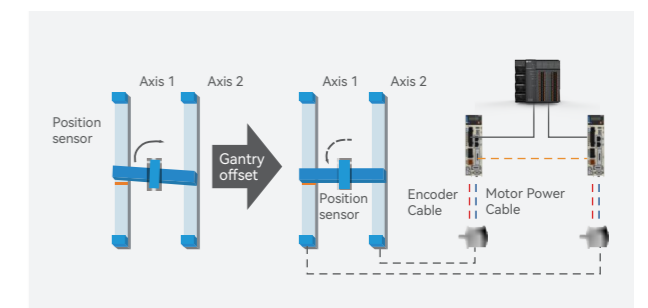 Axis 1
Axis 2
Position
sensor
Gantry
offset
Axis 1
Axis 2
Position
sensor
Encoder
Cable
Motor Power
Cable